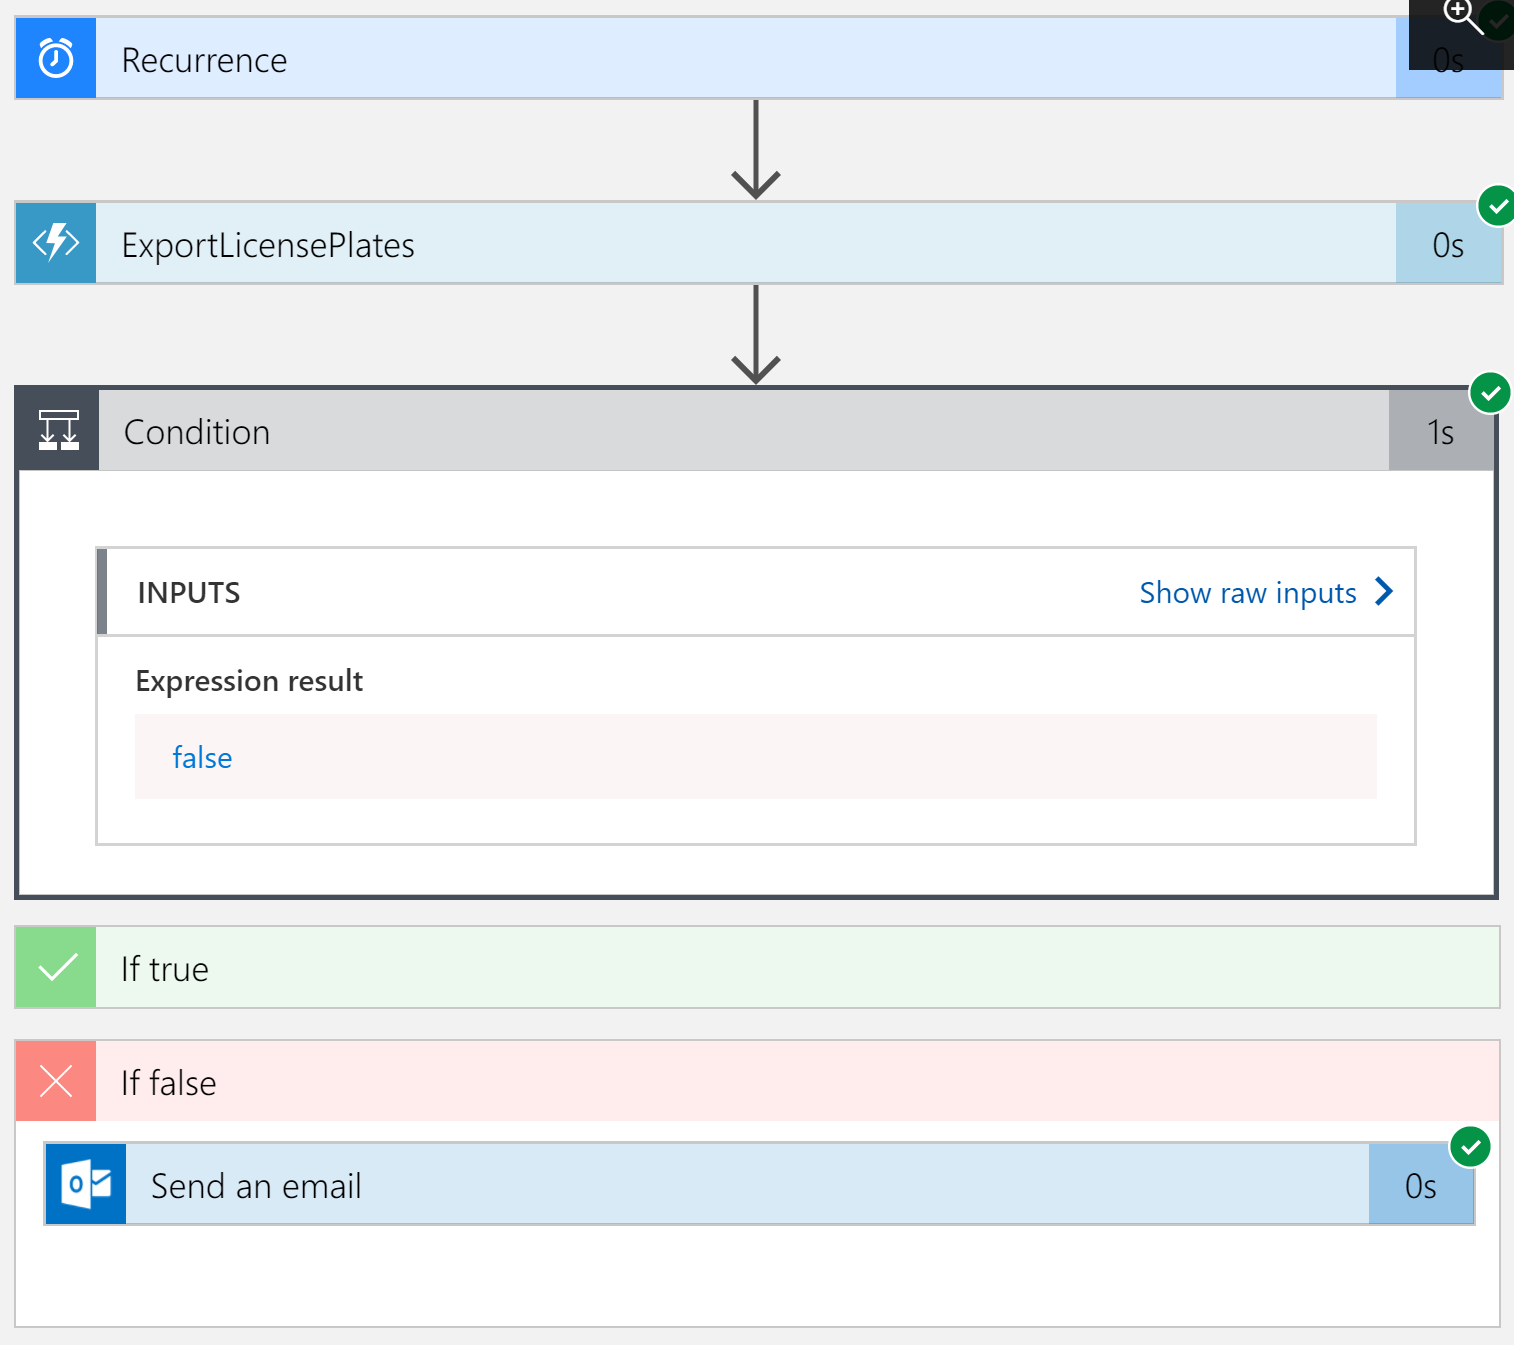 Recurrence
0s
ExportLicensePlates
0s
Condition
1s
INPUTS
Show raw inputs
Expression result
false
If true
If false
Send an email
0s